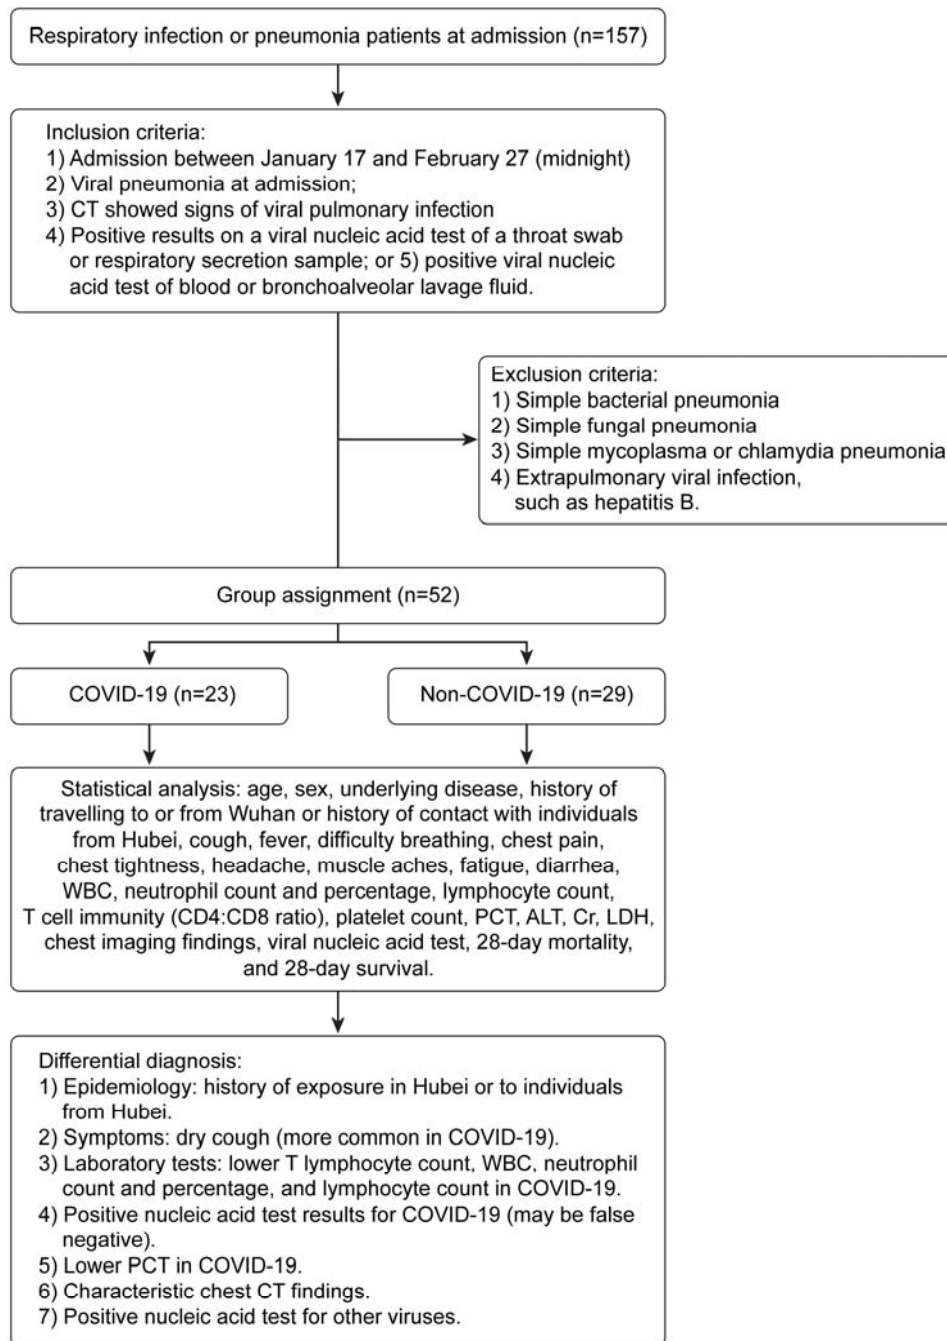 Respiratory infection or pneumonia patients at admission (n=157)
Inclusion criteria:
1) Admission between January 17 and February 27 (midnight)
2) Viral pneumonia at admission;
3) CT showed signs of viral pulmonary infection
4) Positive results on a viral nucleic acid test of a throat swab
or respiratory secretion sample; or 5) positive viral nucleic
acid test of blood or bronchoalveolar lavage fluid.
Exclusion criteria:
1) Simple bacterial pneumonia
2) Simple fungal pneumonia
3) Simple mycoplasma or chlamydia pneumonia
4) Extrapulmonary viral infection,
such as hepatitis B.
Group assignment (n=52)
COVID-19 (n=23)
Non-COVID-19 (n=29)
Statistical analysis: age, sex, underlying disease, history of
travelling to or from Wuhan or history of contact with individuals
from Hubei, cough, fever, difficulty breathing, chest pain,
chest tightness, headache, muscle aches, fatigue, diarrhea,
WBC, neutrophil count and percentage, lymphocyte count,
T cell immunity (CD4:CD8 ratio), platelet count, PCT, ALT, Cr, LDH,
chest imaging findings, viral nucleic acid test, 28-day mortality,
and 28-day survival.
Differential diagnosis:
1) Epidemiology: history of exposure in Hubei or to individuals
from Hubei.
2) Symptoms: dry cough (more common in COVID-19).
3) Laboratory tests: lower T lymphocyte count, WBC, neutrophil
count and percentage, and lymphocyte count in COVID-19.
4) Positive nucleic acid test results for COVID-19 (may be false
negative).
5) Lower PCT in COVID-19.
6) Characteristic chest CT findings.
7) Positive nucleic acid test for other viruses.